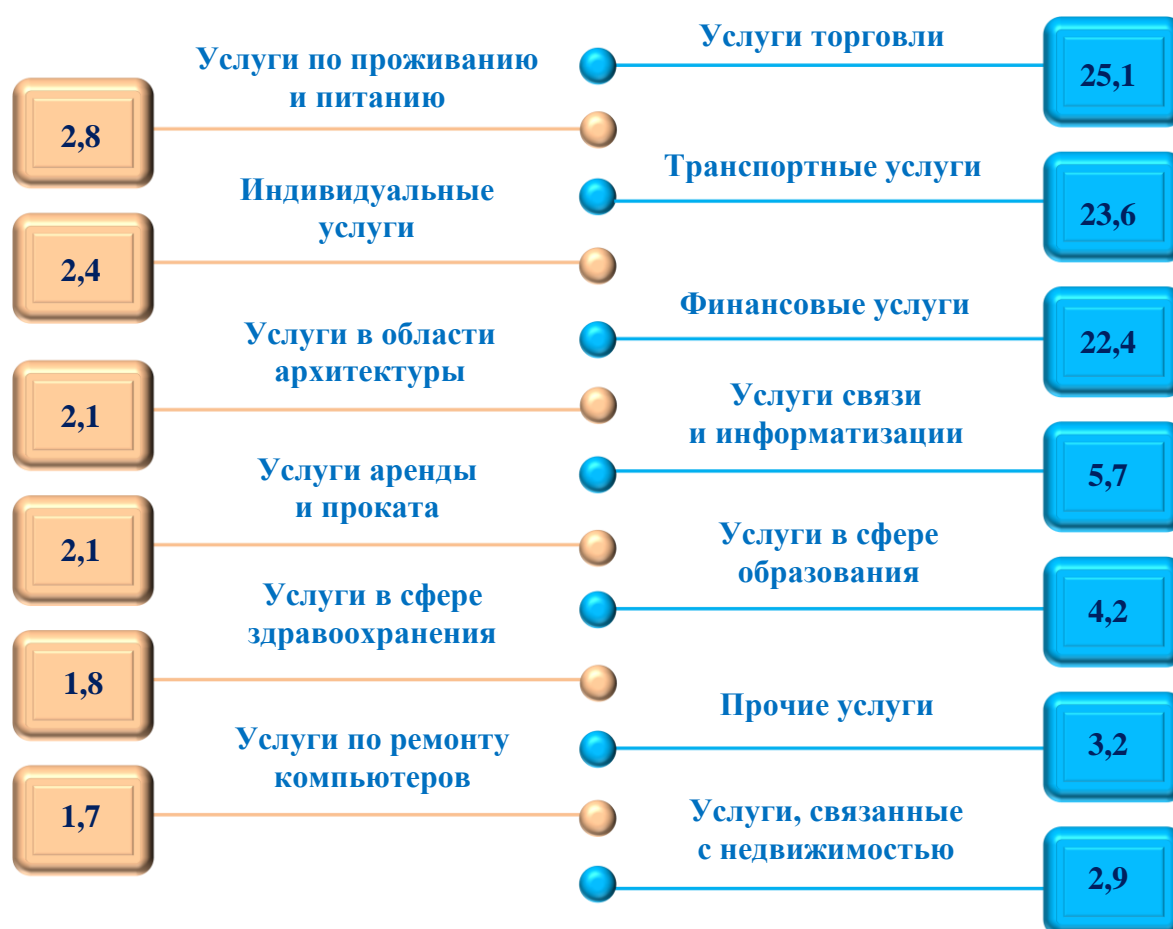 Услуги торговли
25,1
Услуги по проживанию
и питанию
2,8
Транспортные услуги
23,6
Индивидуальные
услуги
2,4
Финансовые услуги
22,4
Услуги в области
архитектуры
2,1
Услуги связи
и информатизации
5,7
Услуги аренды
и проката
2,1
Услуги в сфере
образования
4,2
Услуги в сфере
здравоохранения
1,8
Прочие услуги
3,2
Услуги по ремонту
компьютеров
1,7
Услуги, связанные
с недвижимостью
2,9